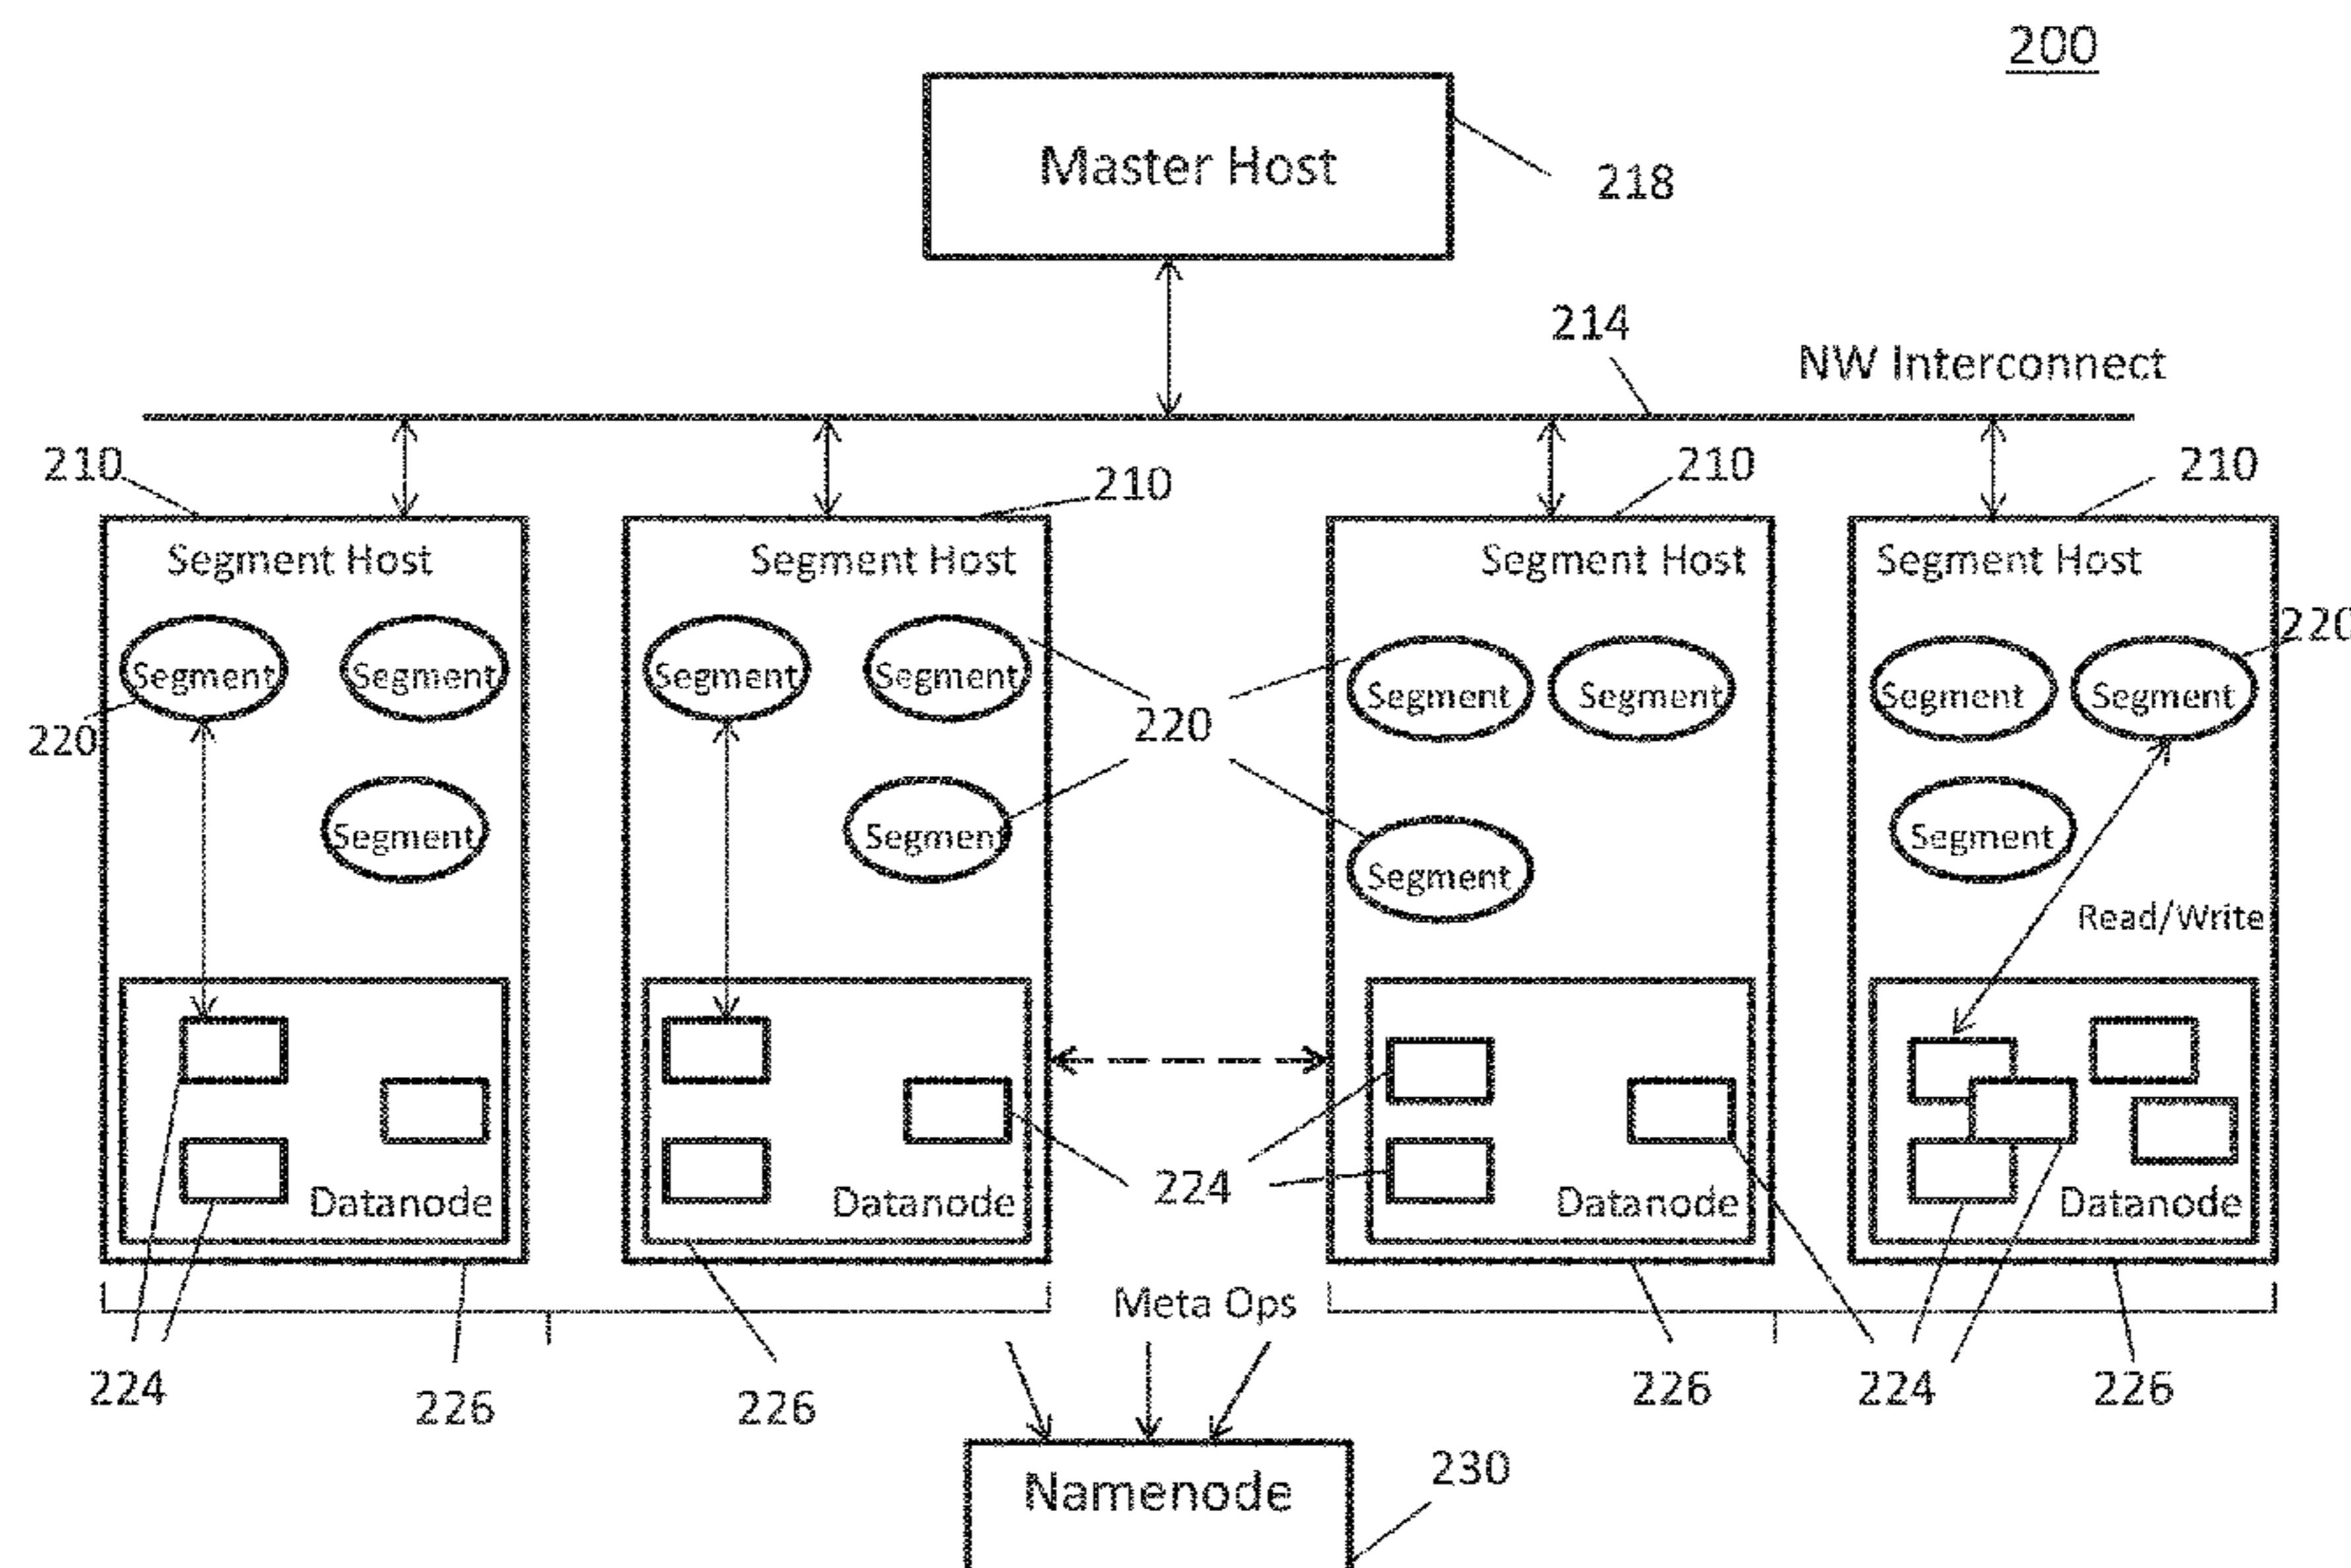 200
Master Host
218
214
NW Interconnect
210
210
210
210
Segment Host
Segment Host
Segment Host
Segment Host
220
Segment
Segment
Segment
Segment
Segment
Segment
Segment
Segment
220
220
Segment
Segment
Segment
Segment
Read/Write
224
Datanode
Datanode
Datanode
Datanode
Meta Ops
224
226
226
226
224
226
Namenode
230